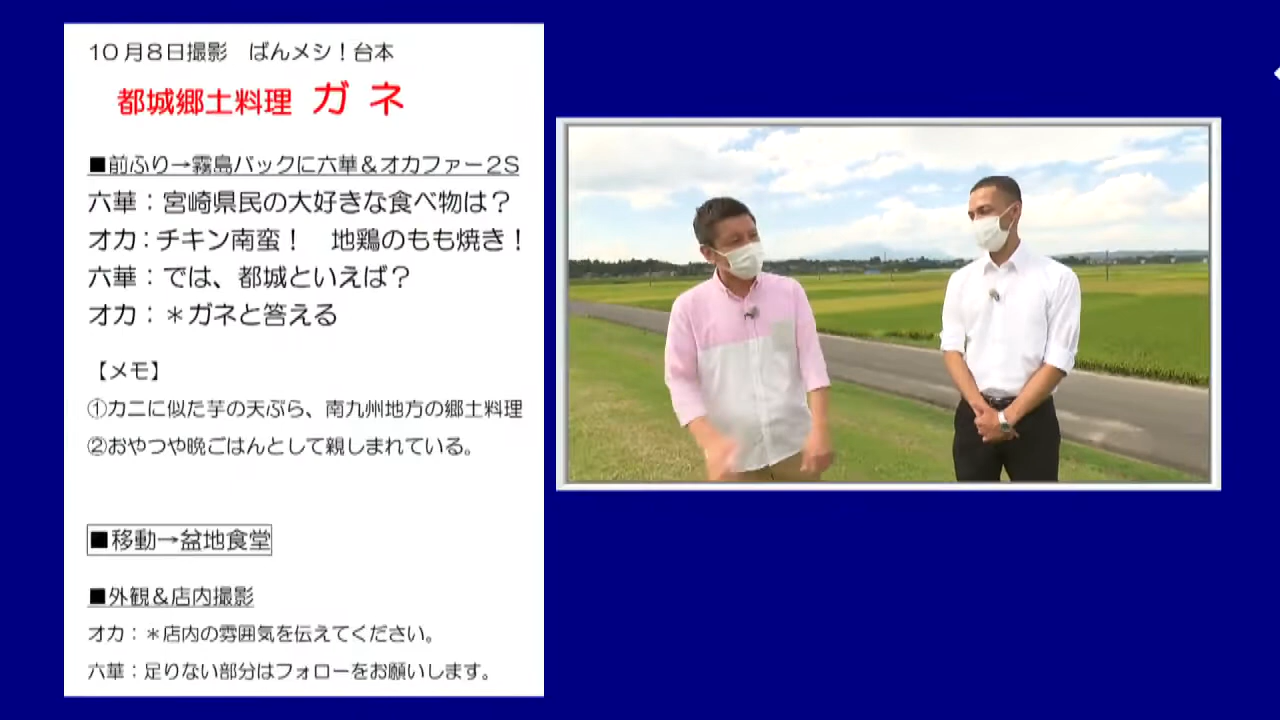 10月8日撮影　ばんメシ！台本
都城郷土料理 ガネ
■前ふり→霧島バックに六華＆オカファー2S
六華：宮崎県民の大好きな食べ物は？
オカ：チキン南蛮！　地鶏のもも焼き！
六華：では、都城といえば？
オカ：＊ガネと答える
【メモ】
①カニに似た芋の天ぷら、南九州地方の郷土料理
②おやつや晩ごはんとして親しまれている。
■移動→盆地食堂
■外観＆店内撮影
オカ：＊店内の雰囲気を伝えてください。
六華：足りない部分はフォローをお願いします。